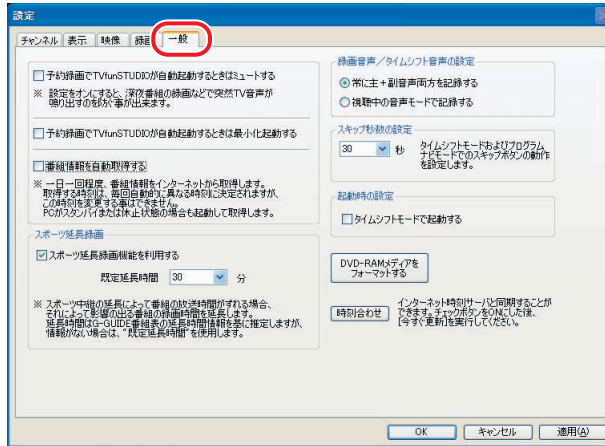 設定
チャンネル 表示 映像 録画 一般
予約録画でTVfunSTUDIOが自動起動するときはミュートする
※ 設定をオンにすると、深夜番組の録画などで突然TV音声が
鳴り出すのを防ぐ事が出来ます。
予約録画でTVfunSTUDIOが自動起動するときは最小化起動する
番組情報を自動取得する
※ 一日一回程度、番組情報をインターネットから取得します。
取得する時刻は、毎回自動的に異なる時刻に決定されますが、
この時刻を変更する事はできません。
PCがスタンバイまたは休止状態の場合も起動して取得します。
スポーツ延長録画
スポーツ延長録画機能を利用する
既定延長時間 30 分
※ スポーツ中継の延長によって番組の放送時間がずれる場合、
それによって影響の出る番組の録画時間を延長します。
延長時間はG-GUIDE番組表の延長時間情報を基に推定しますが、
情報がない場合は、“既定延長時間”を使用します。
録画音声／タイムシフト音声の設定
常に主＋副音声両方を記録する
視聴中の音声モードで記録する
スキップ秒数の設定
30 秒
タイムシフトモードおよびプログラム
ナビモードでのスキップボタンの動作
を設定します。
起動時の設定
タイムシフトモードで起動する
DVD-RAMメディアを
フォーマットする
時刻合わせ
インターネット時刻サーバと同期することが
できます。チェックボタンをONにした後、
[今すぐ更新]を実行してください。
OK キャンセル 適用(A)